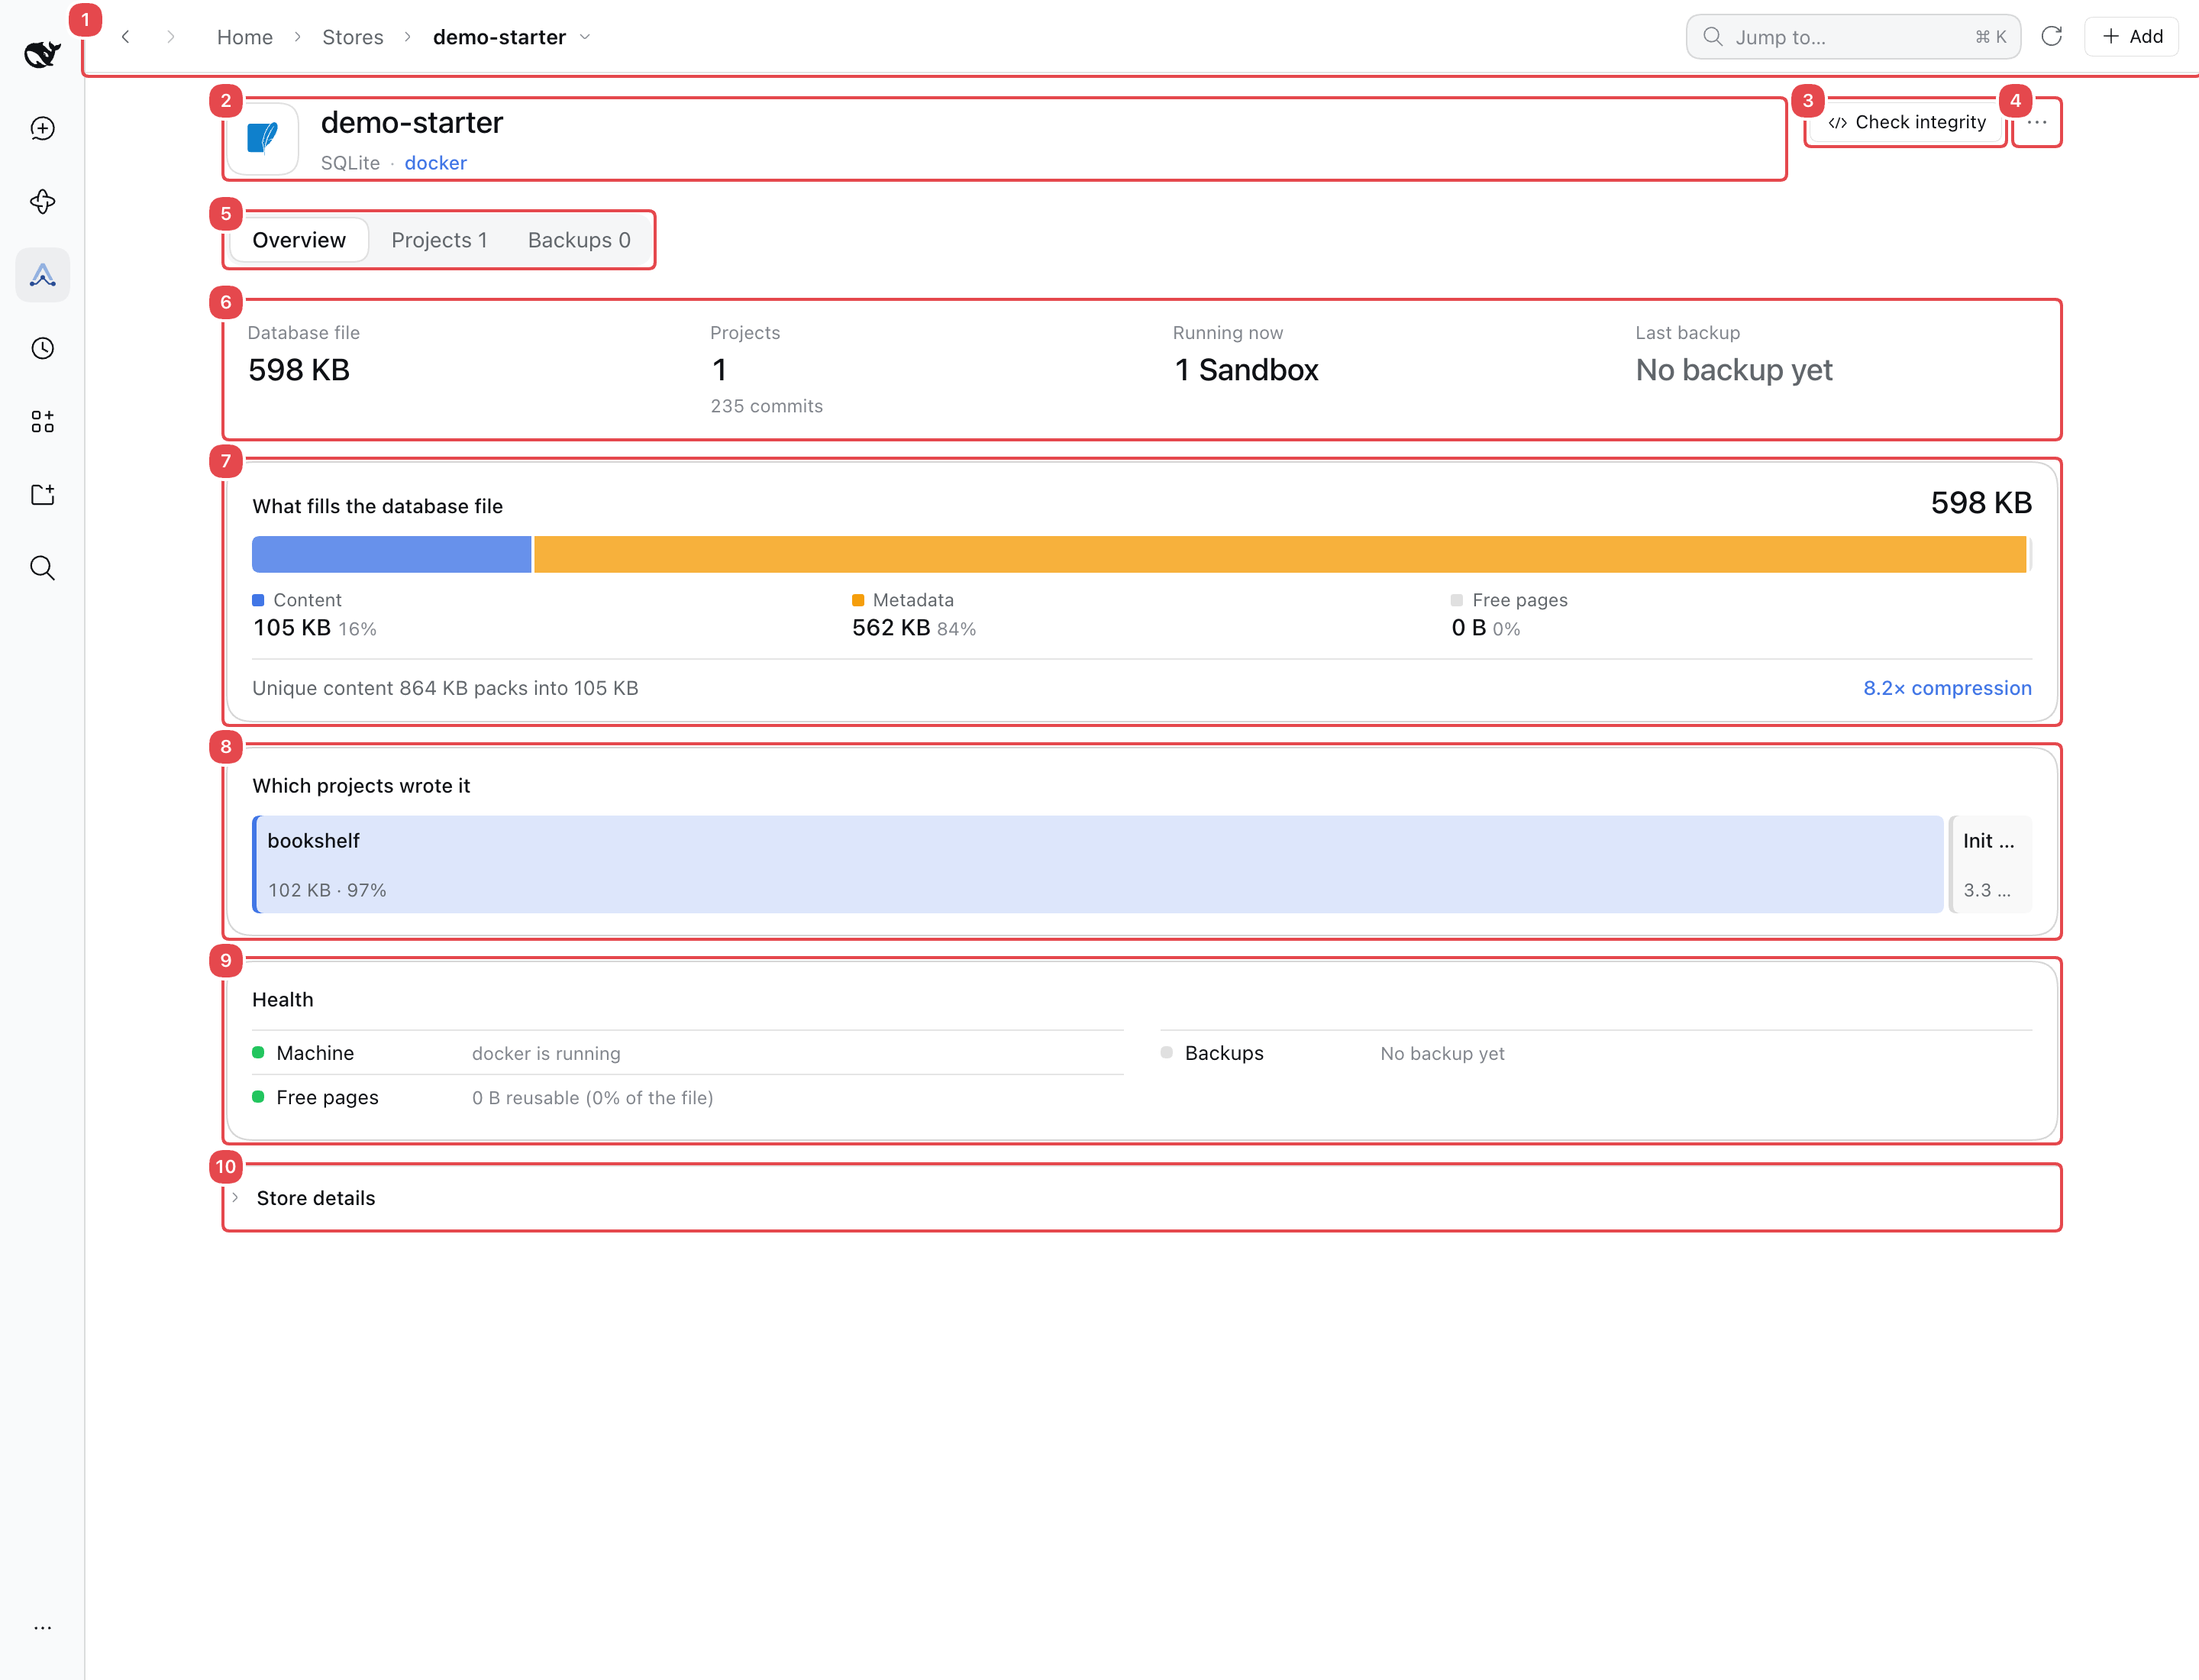 1
Home > Stores > demo-starter
Jump to... ⌘ K
+ Add
2
demo-starter
SQLite · docker
3
</> Check integrity
4
...
5
Overview
Projects 1
Backups 0
6
Database file
598 KB
Projects
1
235 commits
Running now
1 Sandbox
Last backup
No backup yet
7
What fills the database file
598 KB
Content
105 KB 16%
Metadata
562 KB 84%
Free pages
0 B 0%
Unique content 864 KB packs into 105 KB
8.2× compression
8
Which projects wrote it
bookshelf
102 KB · 97%
Init ...
3.3 ...
9
Health
Machine docker is running
Free pages 0 B reusable (0% of the file)
Backups No backup yet
10
> Store details
...